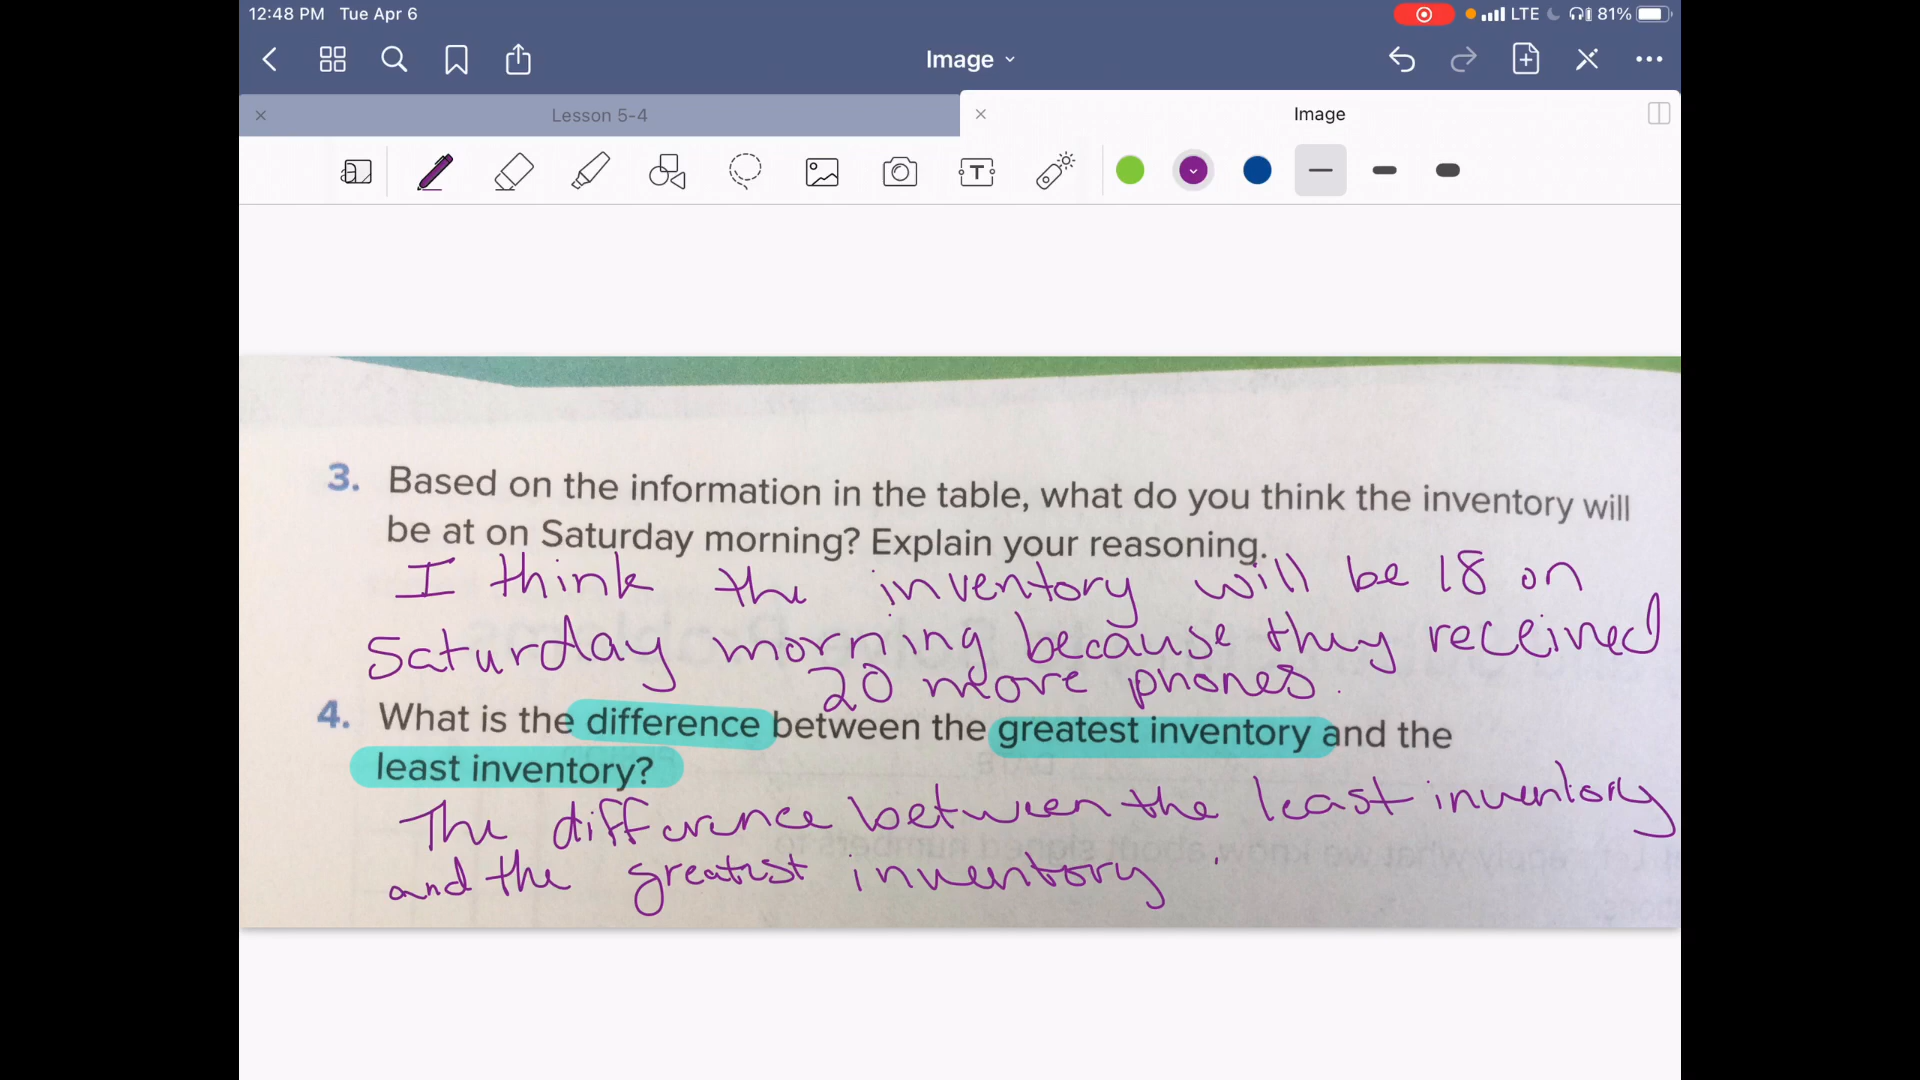 12:48 PM Tue Apr 6
LTE 81%
Image
Lesson 5-4
Image
T
3. Based on the information in the table, what do you think the inventory will
be at on Saturday morning? Explain your reasoning.
I think the inventory will be 18 on
Saturday morning because they received
20 more phones.
4. What is the difference between the greatest inventory and the
least inventory?
The difference between the least inventory
and the greatest inventory